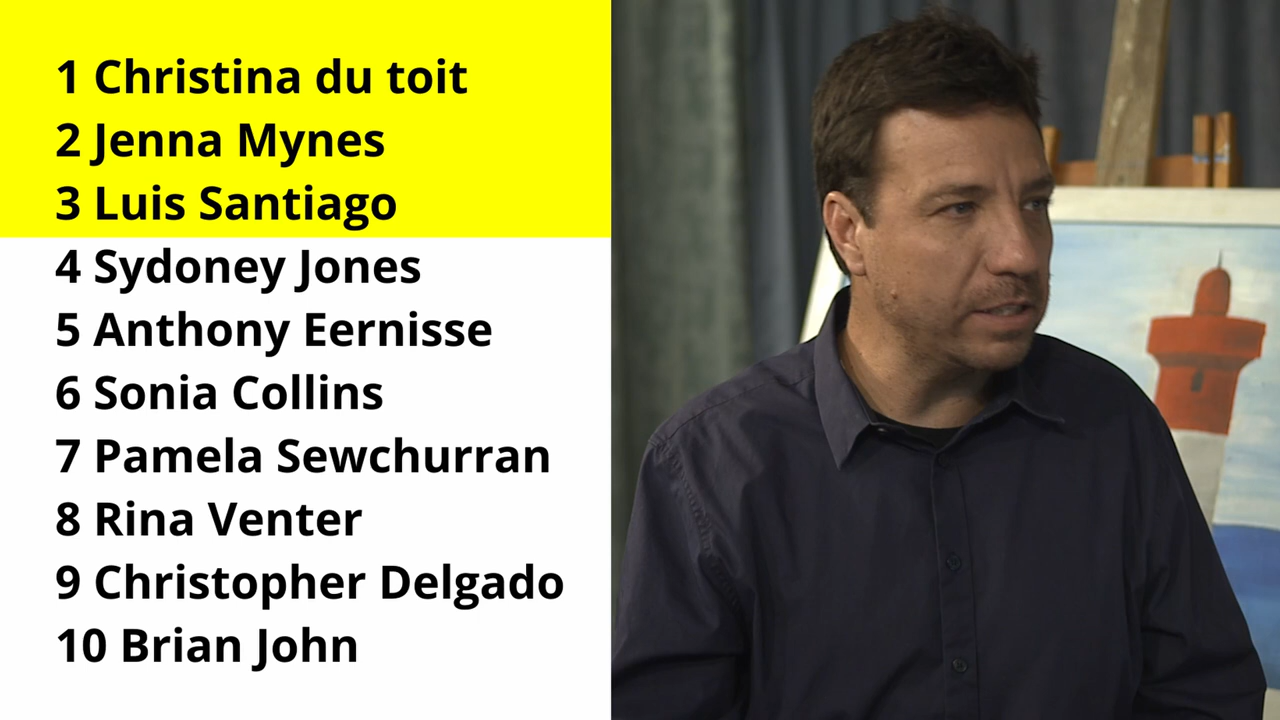 1 Christina du toit
2 Jenna Mynes
3 Luis Santiago
4 Sydoney Jones
5 Anthony Eernisse
6 Sonia Collins
7 Pamela Sewchurran
8 Rina Venter
9 Christopher Delgado
10 Brian John